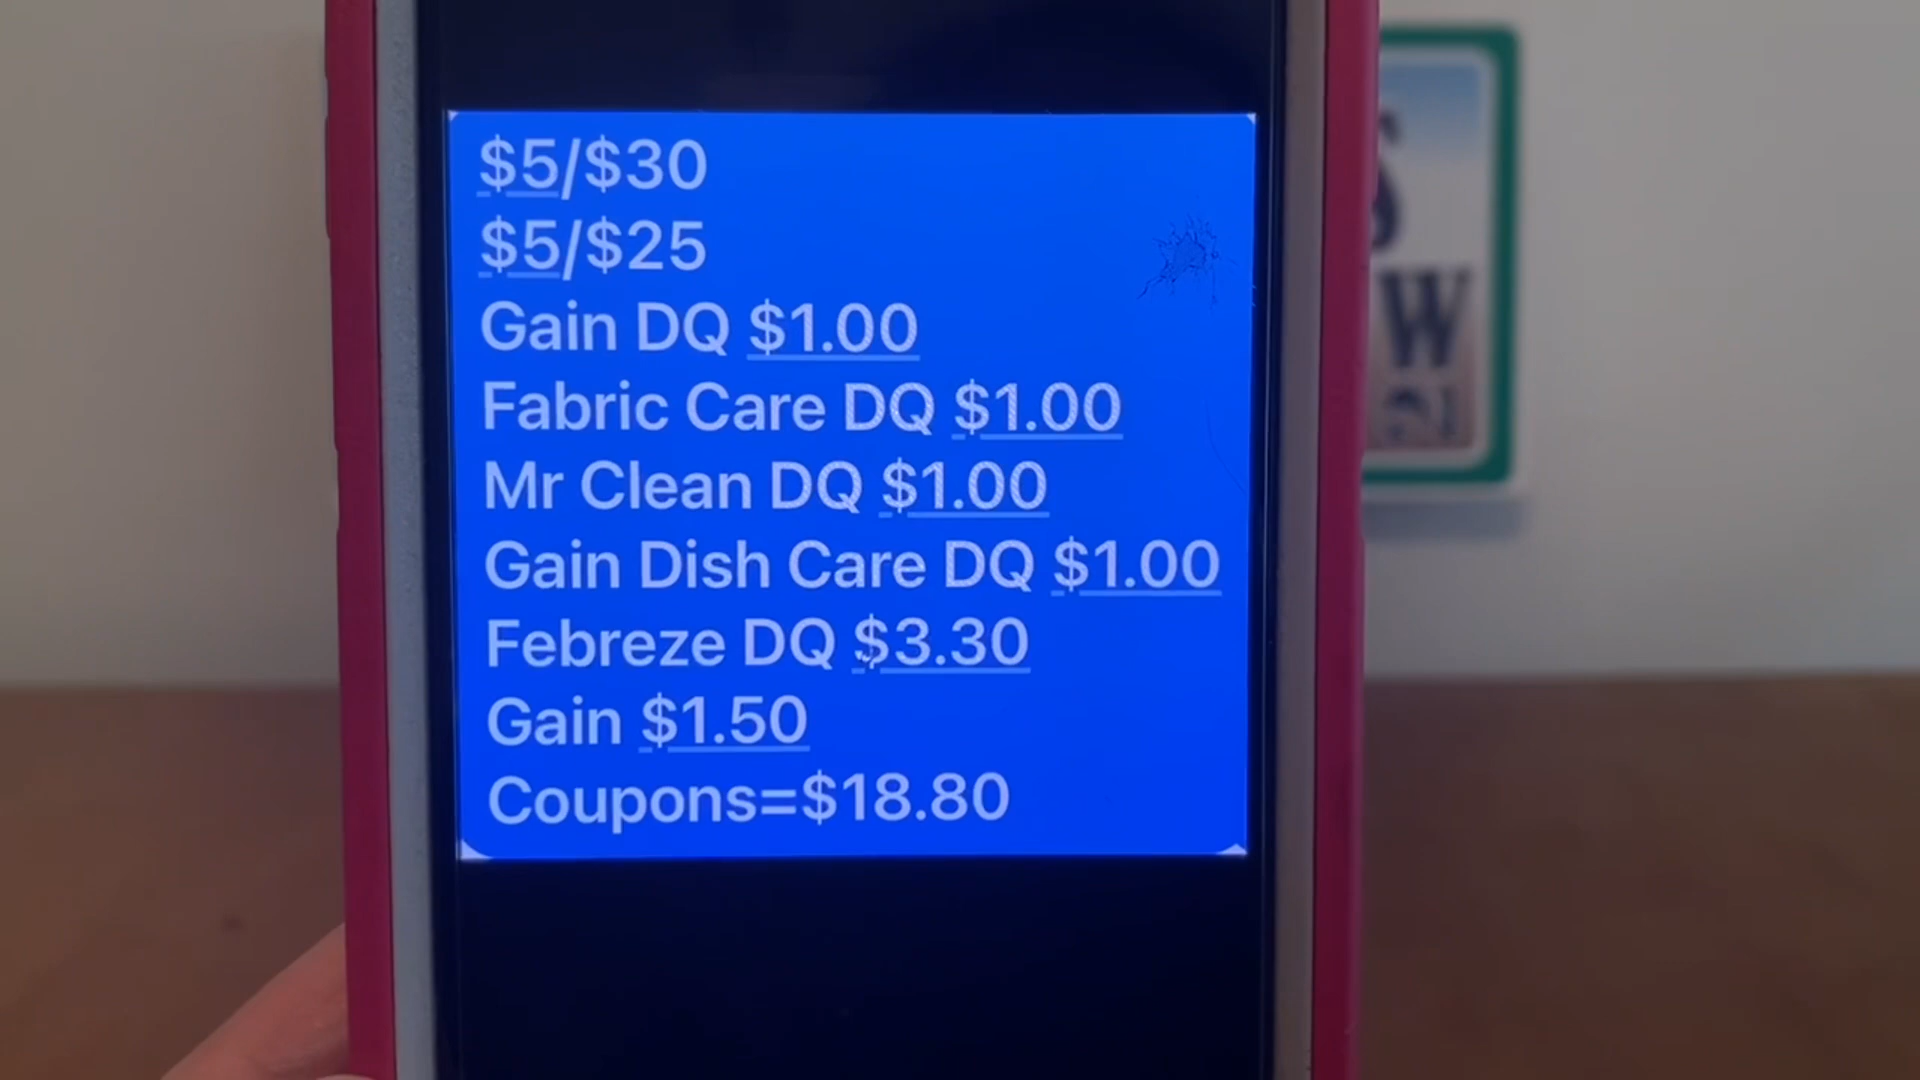 $5/$30
$5/$25
Gain DQ $1.00
Fabric Care DQ $1.00
Mr Clean DQ $1.00
Gain Dish Care DQ $1.00
Febreze DQ $3.30
Gain $1.50
Coupons=$18.80